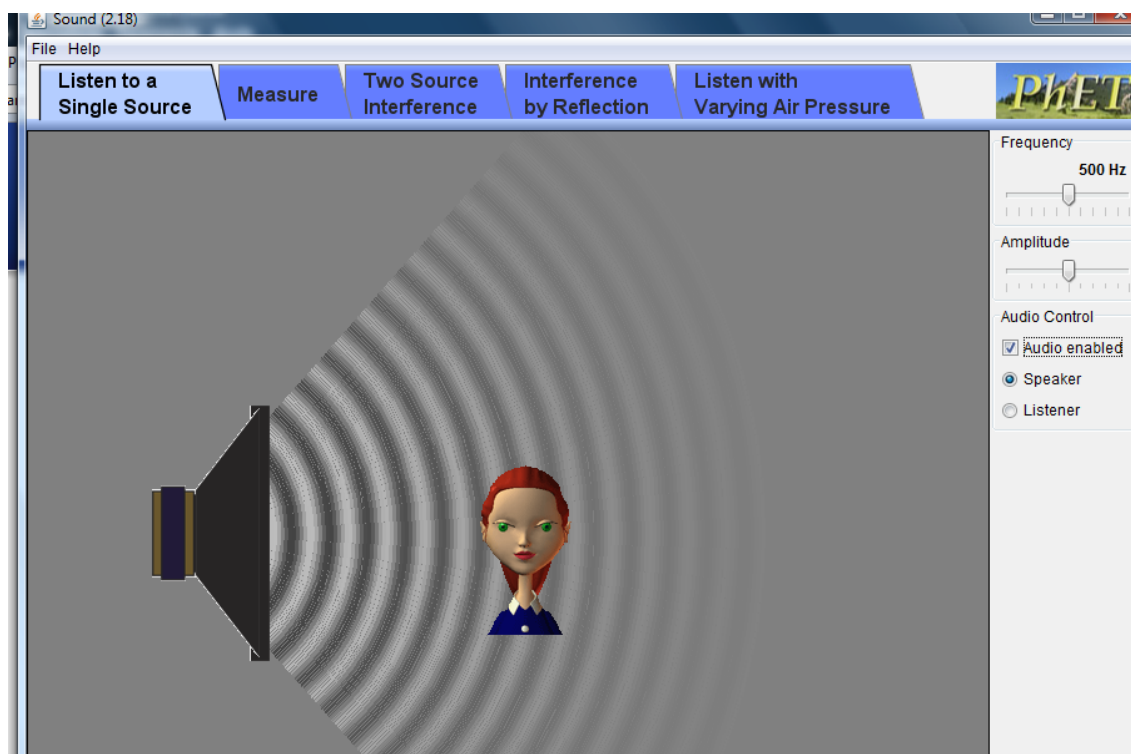 Sound (2.18)
File Help
Listen to a
Single Source
Measure
Two Source
Interference
Interference
by Reflection
Listen with
Varying Air Pressure
PhET
Frequency
500 Hz
Amplitude
Audio Control
Audio enabled
Speaker
Listener